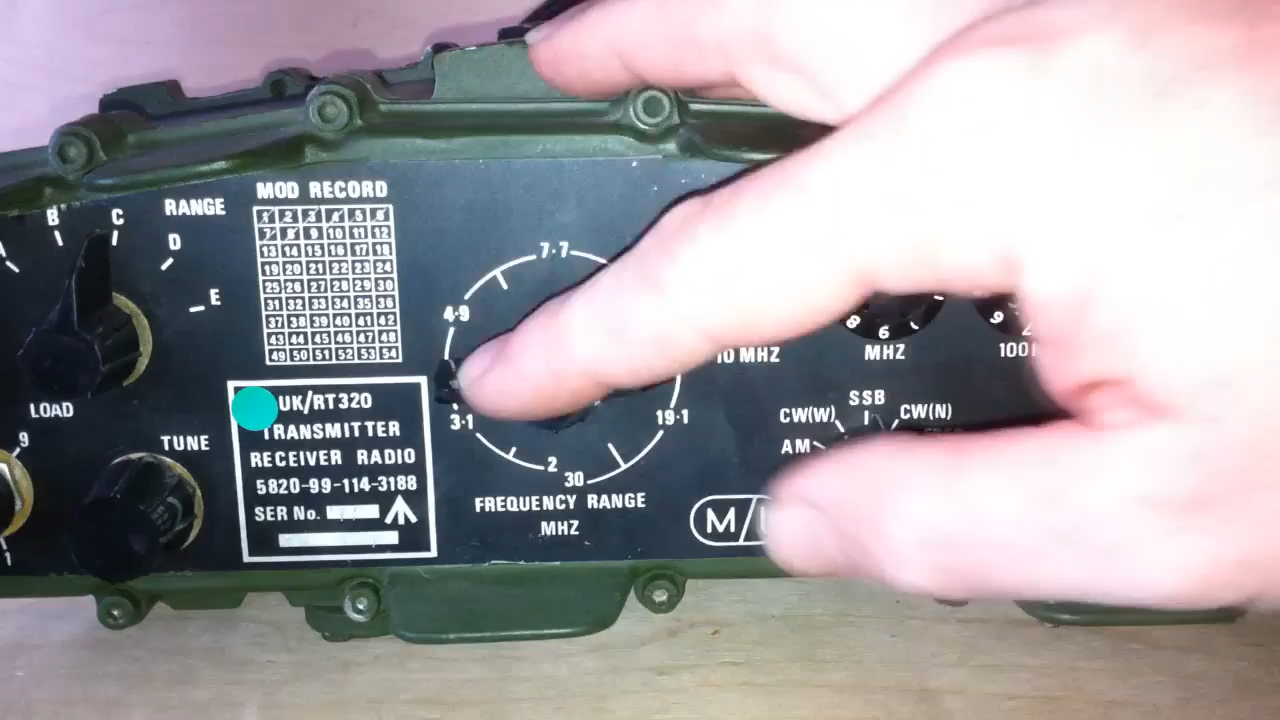 B
C
RANGE
D
E
LOAD
9
TUNE
MOD RECORD
1 2 3 4 5 6
7 8 9 10 11 12
13 14 15 16 17 18
19 20 21 22 23 24
25 26 27 28 29 30
31 32 33 34 35 36
37 38 39 40 41 42
43 44 45 46 47 48
49 50 51 52 53 54
UK/RT320
TRANSMITTER
RECEIVER RADIO
5820-99-114-3188
SER No.
7·7
4·9
3·1
19·1
2
30
FREQUENCY RANGE
MHZ
10 MHZ
8 6
MHZ
9
SSB
CW(W)
CW(N)
AM
M